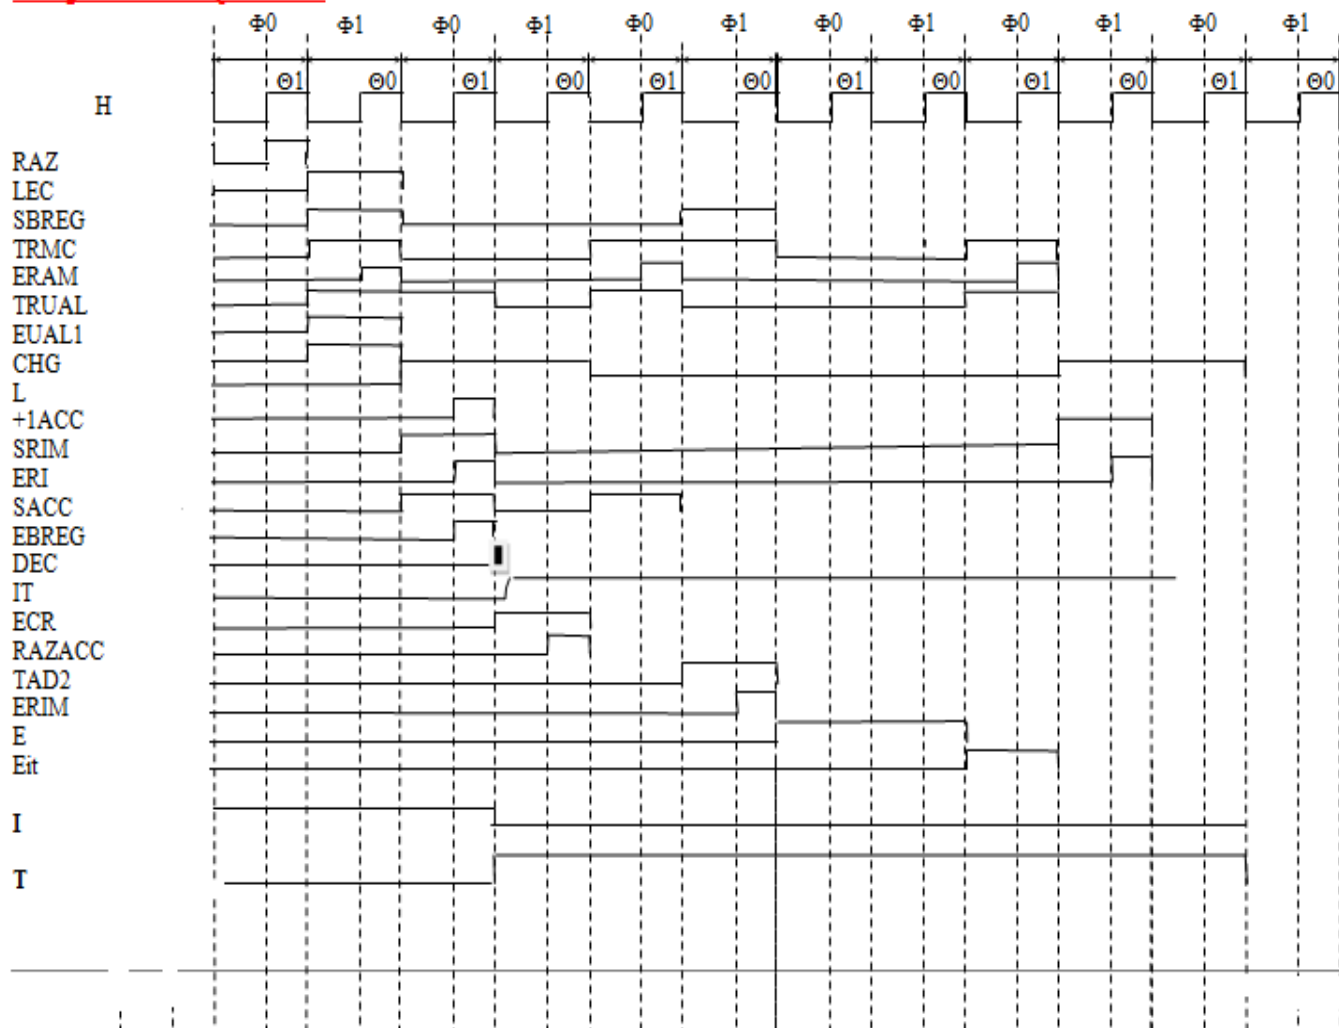 Φ0 Φ1 Φ0 Φ1 Φ0 Φ1 Φ0 Φ1 Φ0 Φ1 Φ0 Φ1
Θ1 Θ0 Θ1 Θ0 Θ1 Θ0 Θ1 Θ0 Θ1 Θ0 Θ1 Θ0
H
RAZ
LEC
SBREG
TRMC
ERAM
TRUAL
EUAL1
CHG
L
+1ACC
SRIM
ERI
SACC
EBREG
DEC
IT
ECR
RAZACC
TAD2
ERIM
E
Eit
I
T